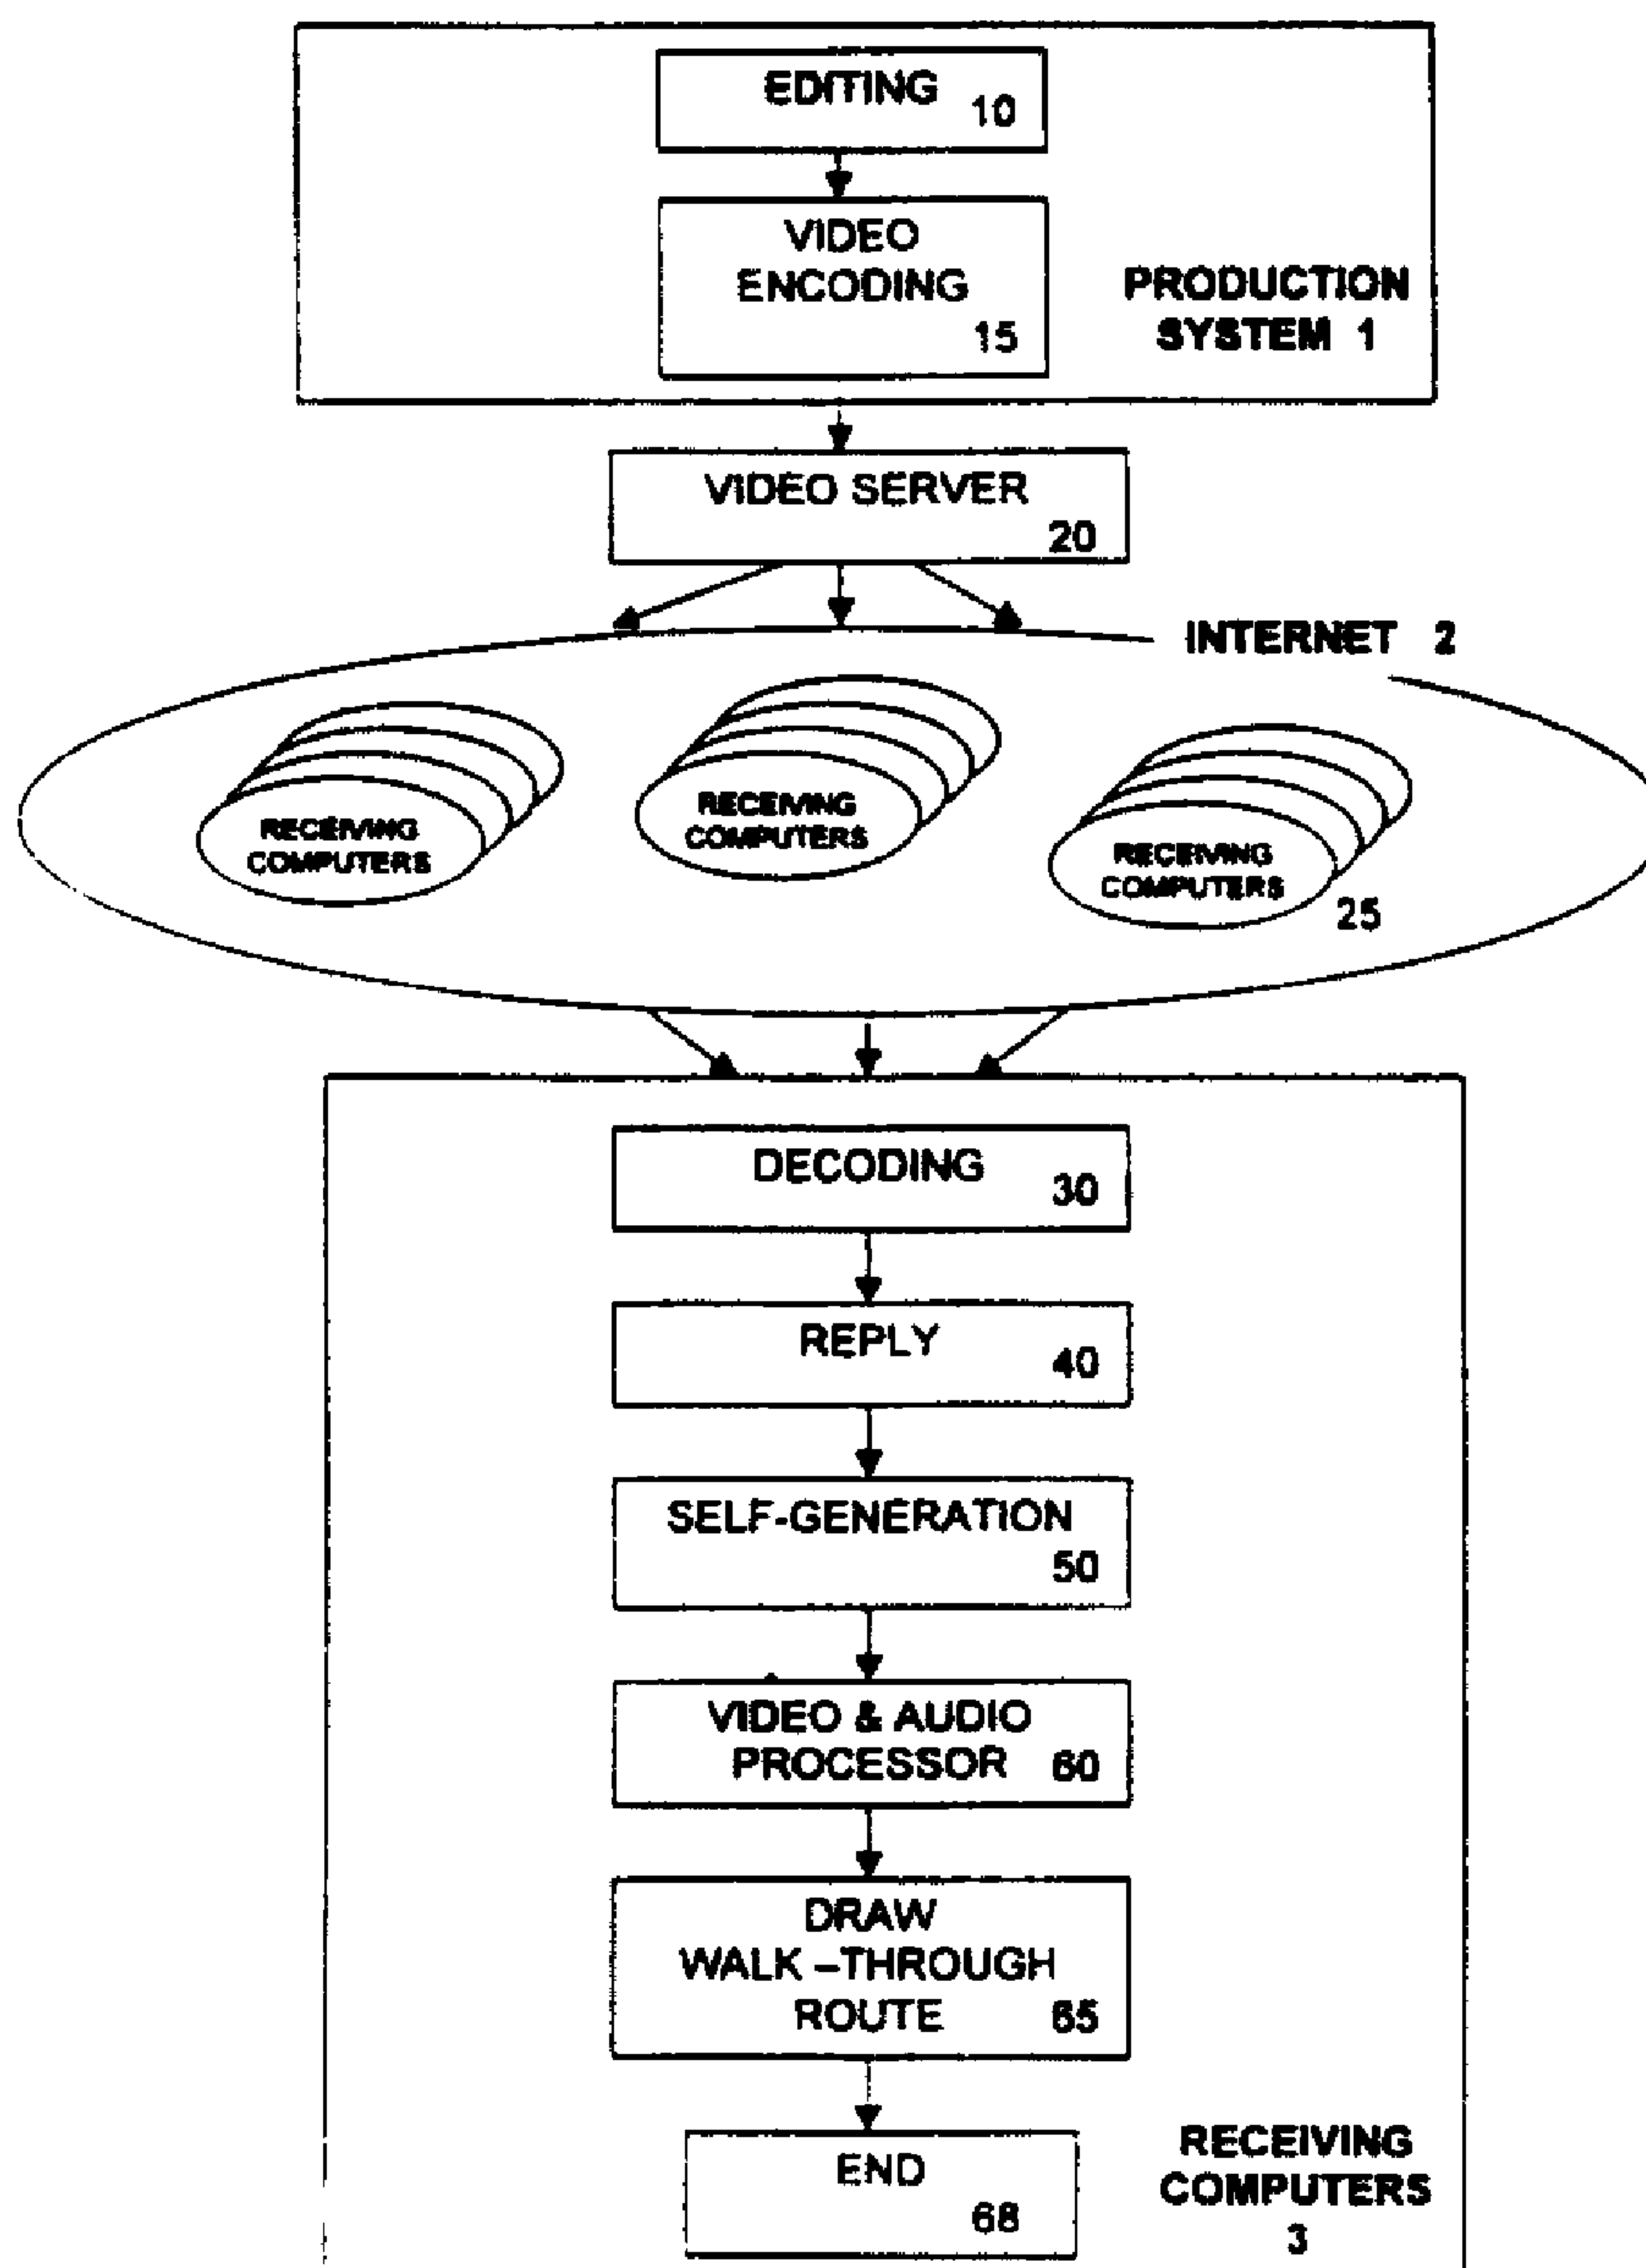 EDITING
10
VIDEO
ENCODING
15
PRODUCTION
SYSTEM 1
VIDEO SERVER
20
INTERNET 2
RECEIVING
COMPUTERS
RECEIVING
COMPUTERS
RECEIVING
COMPUTERS
25
DECODING
30
REPLY
40
SELF-GENERATION
50
VIDEO & AUDIO
PROCESSOR 60
DRAW
WALK –THROUGH
ROUTE 65
END
68
RECEIVING
COMPUTERS
3